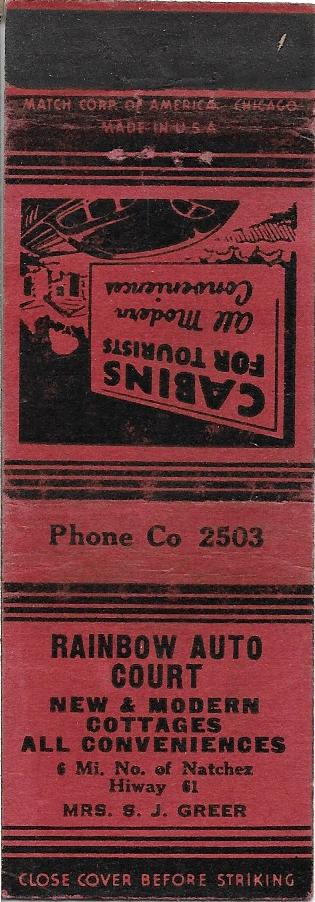 MATCH CORP. OF AMERICA CHICAGO
MADE IN U.S.A
CABINS
FOR TOURISTS
All Modern
Conveniences
Phone Co 2503
RAINBOW AUTO
COURT
NEW & MODERN
COTTAGES
ALL CONVENIENCES
6 Mi. No. of Natchez
Hiway 61
MRS. S. J. GREER
CLOSE COVER BEFORE STRIKING